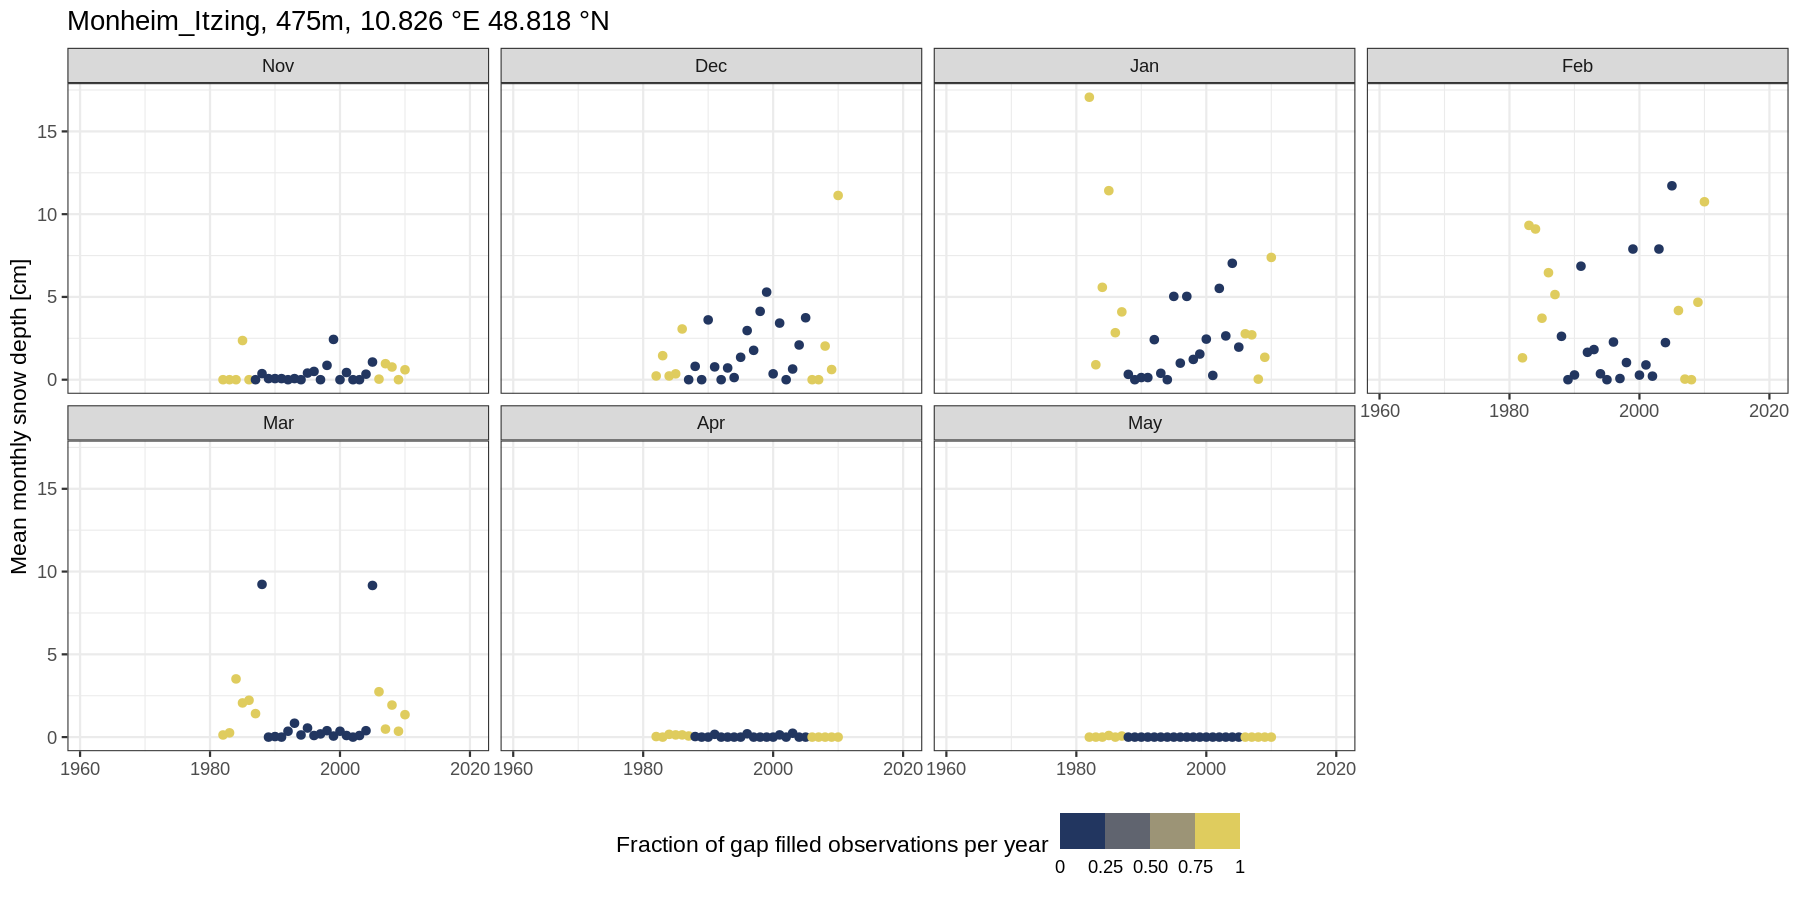 Monheim_Itzing, 475m, 10.826 °E 48.818 °N
Nov Dec Jan Feb
15
10
5
0
Mean monthly snow depth [cm]
1960 1980 2000 2020
Mar Apr May
15
10
5
0
1960 1980 2000 2020 1960 1980 2000 2020 1960 1980 2000 2020
Fraction of gap filled observations per year
0 0.25 0.50 0.75 1